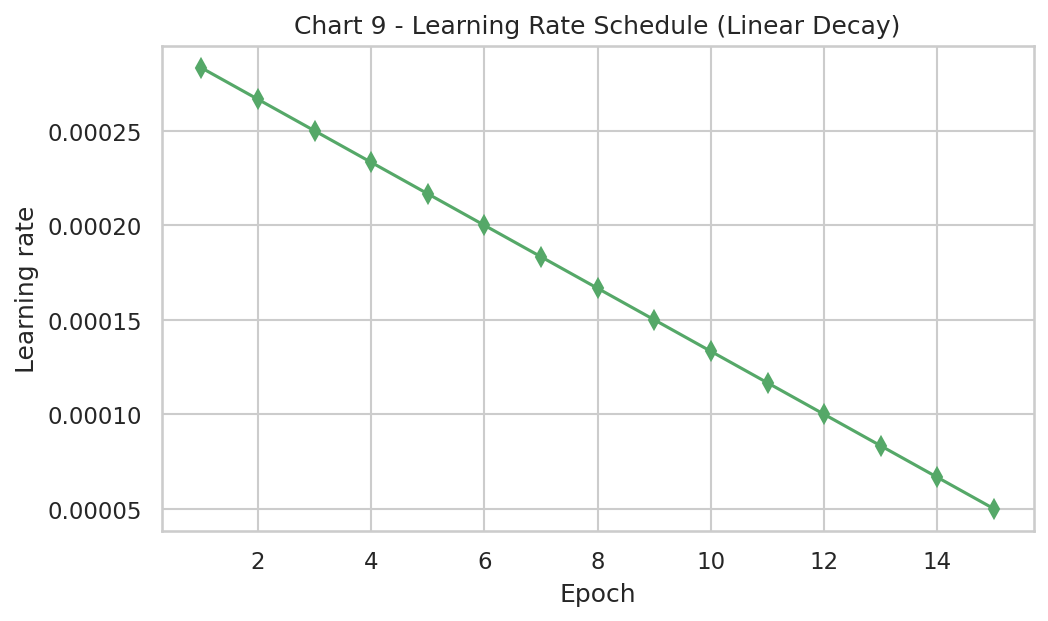 Chart 9 - Learning Rate Schedule (Linear Decay)
Learning rate
0.00025
0.00020
0.00015
0.00010
0.00005
2 4 6 8 10 12 14
Epoch